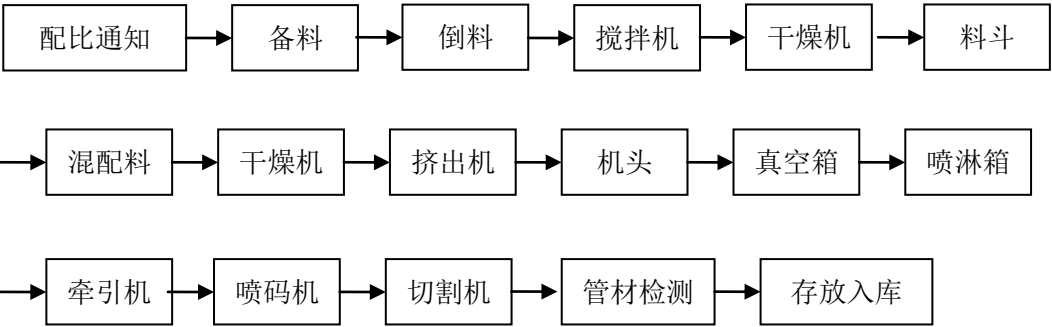 配比通知 备料 倒料 搅拌机 干燥机 料斗
混配料 干燥机 挤出机 机头 真空箱 喷淋箱
牵引机 喷码机 切割机 管材检测 存放入库